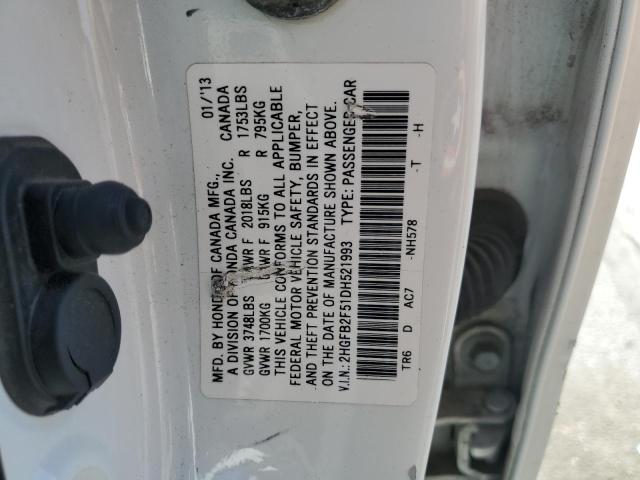 MFD. BY HONDA OF CANADA MFG., 01/'13
A DIVISION OF HONDA CANADA INC. CANADA
GVWR 3748LBS GAWR F 2018LBS R 1753LBS
GVWR 1700KG GAWR F 915KG R 795KG
THIS VEHICLE CONFORMS TO ALL APPLICABLE
FEDERAL MOTOR VEHICLE SAFETY, BUMPER,
AND THEFT PREVENTION STANDARDS IN EFFECT
ON THE DATE OF MANUFACTURE SHOWN ABOVE.
V.I.N.: 2HGFB2F51DH521993 TYPE: PASSENGER CAR
TR6 D AC7 -NH578 -T -H